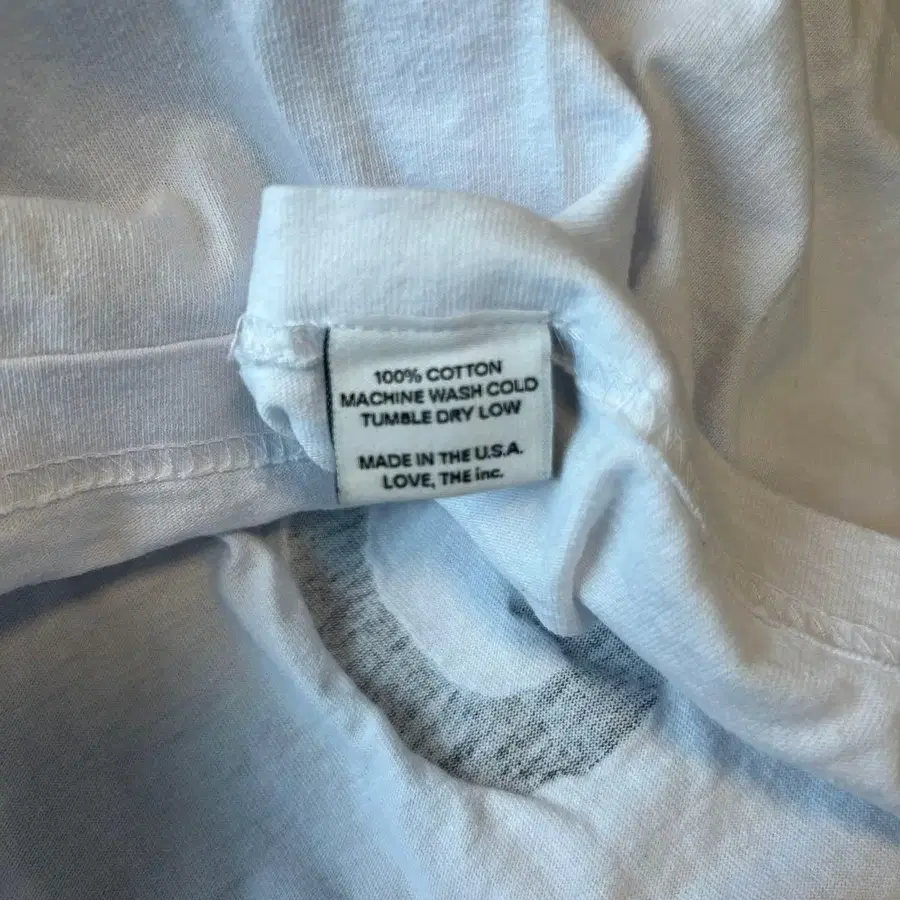 100% COTTON
MACHINE WASH COLD
TUMBLE DRY LOW
MADE IN THE U.S.A.
LOVE, THE inc.